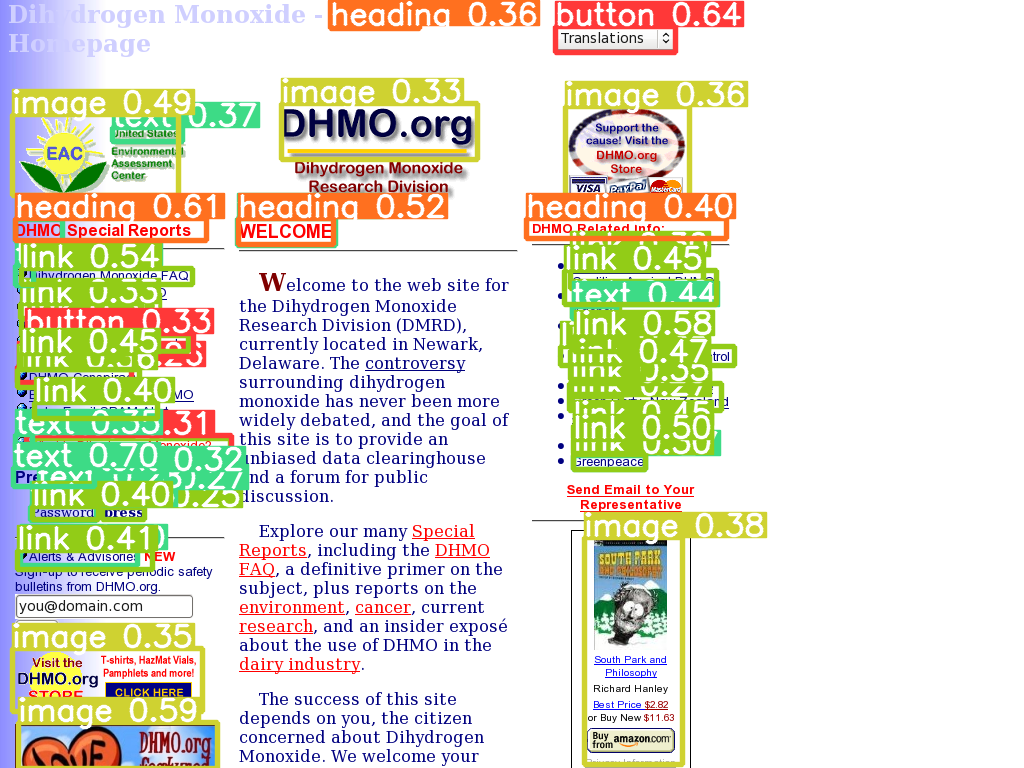 Dihydrogen Monoxide -
Homepage
heading 0.36
button 0.64
Translations
image 0.49
text 0.37
United States
Environmental
Assessment
Center
EAC
image 0.33
DHMO.org
Dihydrogen Monoxide
Research Division
image 0.36
Support the
cause! Visit the
DHMO.org
Store
VISA PayPal MasterCard
heading 0.61
DHMO Special Reports
link 0.54
Dihydrogen Monoxide FAQ
link 0.33
button 0.33
link 0.45
link 0.40
text 0.35
text 0.70
0.32
link 0.40
0.25
Password press
link 0.41
Alerts & Advisories NEW
Sign-up to receive periodic safety
bulletins from DHMO.org.
you@domain.com
image 0.35
Visit the
DHMO.org
STORE
T-shirts, HazMat Vials,
Pamphlets and more!
CLICK HERE
image 0.59
DHMO.org
heading 0.52
WELCOME
Welcome to the web site for
the Dihydrogen Monoxide
Research Division (DMRD),
currently located in Newark,
Delaware. The controversy
surrounding dihydrogen
monoxide has never been more
widely debated, and the goal of
this site is to provide an
unbiased data clearinghouse
and a forum for public
discussion.
Explore our many Special
Reports, including the DHMO
FAQ, a definitive primer on the
subject, plus reports on the
environment, cancer, current
research, and an insider exposé
about the use of DHMO in the
dairy industry.
The success of this site
depends on you, the citizen
concerned about Dihydrogen
Monoxide. We welcome your
heading 0.40
DHMO Related Info:
link 0.45
text 0.44
link 0.58
link 0.47
link 0.35
link 0.45
link 0.50
Greenpeace
Send Email to Your
Representative
image 0.38
SOUTH PARK
AND PHILOSOPHY
South Park and
Philosophy
Richard Hanley
Best Price $2.82
or Buy New $11.63
Buy
from amazon.com
Privacy Information